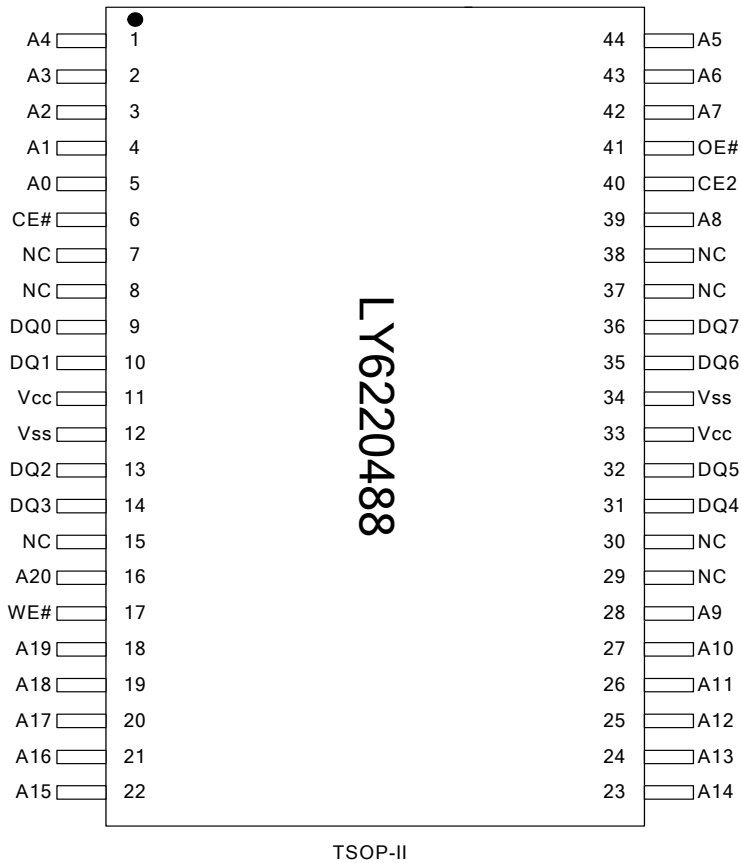 A4 1 44 A5
A3 2 43 A6
A2 3 42 A7
A1 4 41 OE#
A0 5 40 CE2
CE# 6 39 A8
NC 7 38 NC
NC 8 37 NC
DQ0 9 36 DQ7
DQ1 10 35 DQ6
Vcc 11 34 Vss
Vss 12 33 Vcc
DQ2 13 32 DQ5
DQ3 14 31 DQ4
NC 15 30 NC
A20 16 29 NC
WE# 17 28 A9
A19 18 27 A10
A18 19 26 A11
A17 20 25 A12
A16 21 24 A13
A15 22 23 A14
LY6220488
TSOP-II